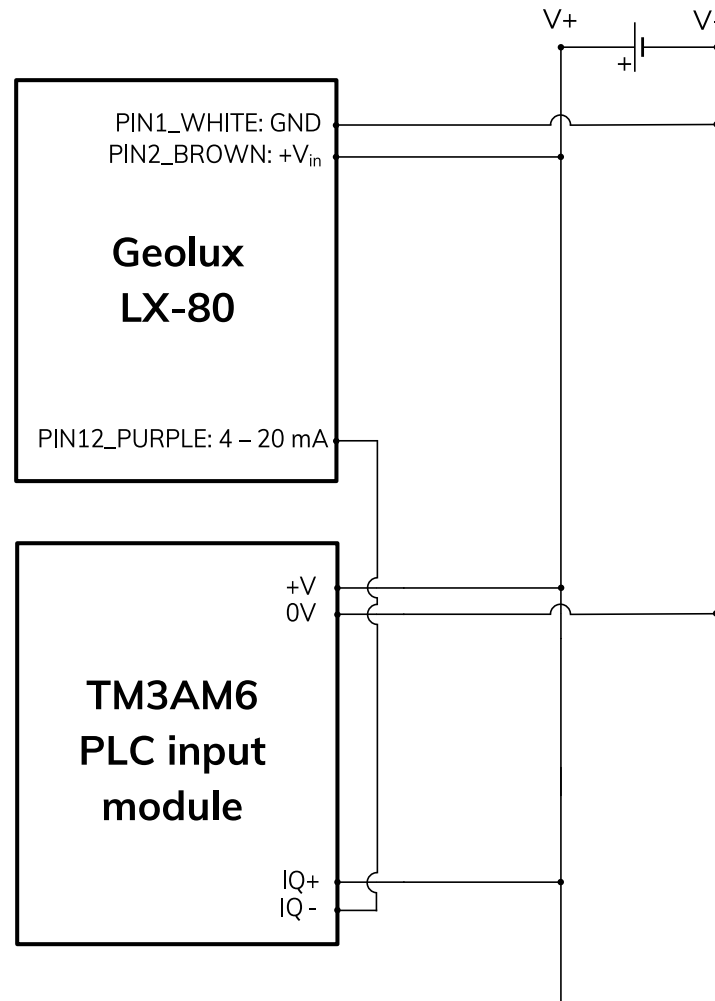 V+
V-
+
PIN1_WHITE: GND
PIN2_BROWN: +Vin
Geolux
LX-80
PIN12_PURPLE: 4 – 20 mA
+V
0V
TM3AM6
PLC input
module
IQ+
IQ -